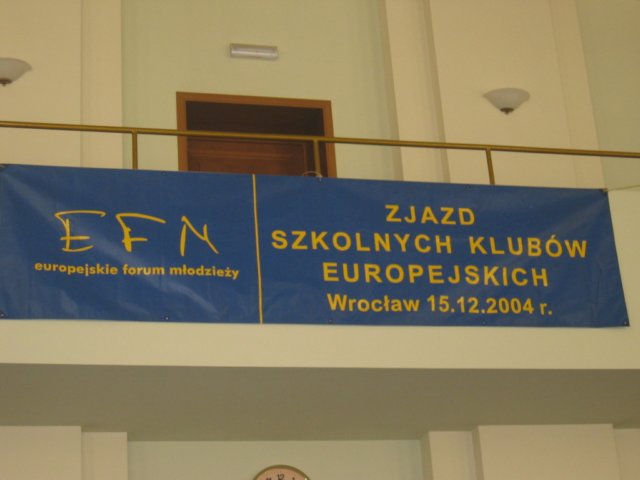 EFM
europejskie forum młodzieży
ZJAZD
SZKOLNYCH KLUBÓW
EUROPEJSKICH
Wrocław 15.12.2004 r.